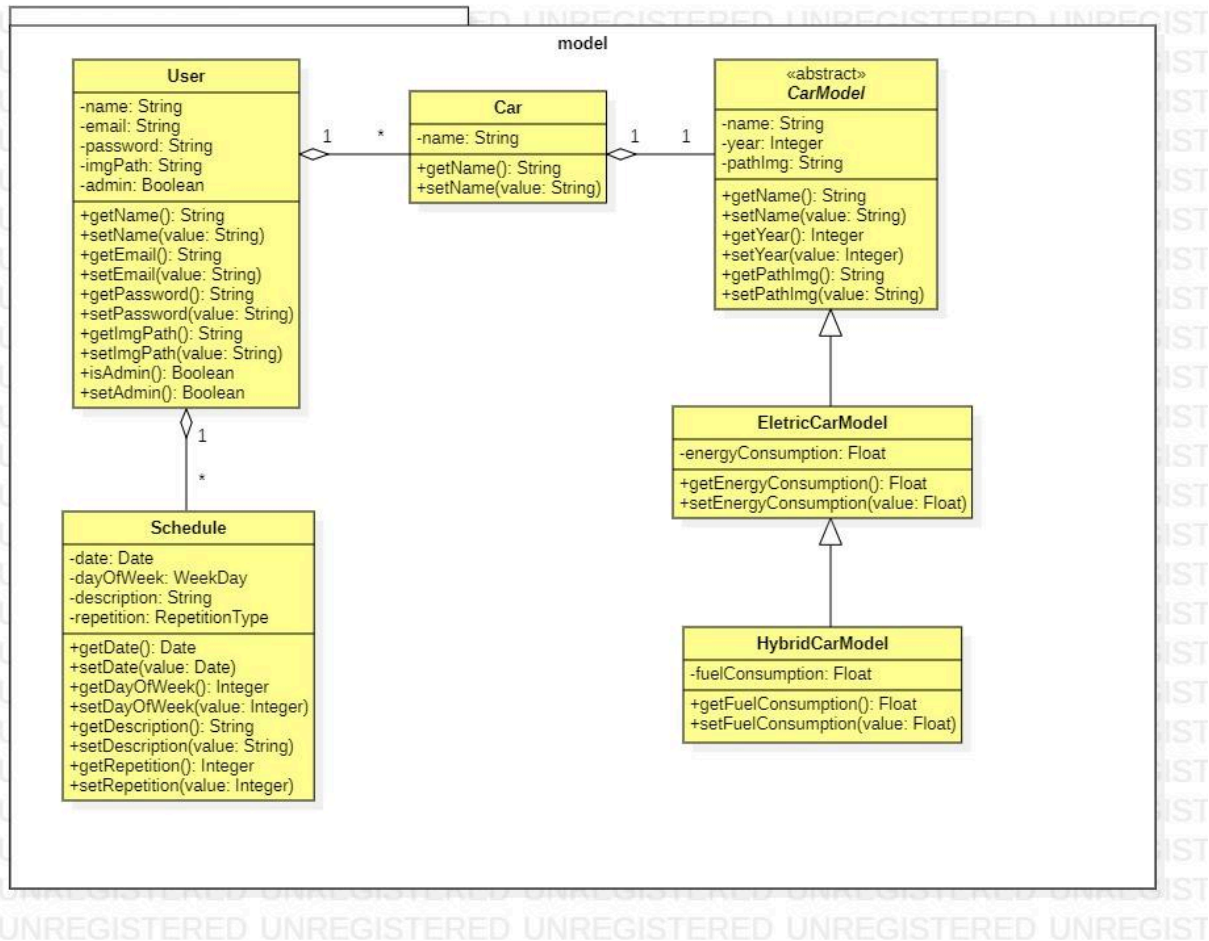 model
User
-name: String
-email: String
-password: String
-imgPath: String
-admin: Boolean
+getName(): String
+setName(value: String)
+getEmail(): String
+setEmail(value: String)
+getPassword(): String
+setPassword(value: String)
+getImgPath(): String
+setImgPath(value: String)
+isAdmin(): Boolean
+setAdmin(): Boolean
1
*
Car
-name: String
+getName(): String
+setName(value: String)
1
1
«abstract»
CarModel
-name: String
-year: Integer
-pathImg: String
+getName(): String
+setName(value: String)
+getYear(): Integer
+setYear(value: Integer)
+getPathImg(): String
+setPathImg(value: String)
1
*
Schedule
-date: Date
-dayOfWeek: WeekDay
-description: String
-repetition: RepetitionType
+getDate(): Date
+setDate(value: Date)
+getDayOfWeek(): Integer
+setDayOfWeek(value: Integer)
+getDescription(): String
+setDescription(value: String)
+getRepetition(): Integer
+setRepetition(value: Integer)
EletricCarModel
-energyConsumption: Float
+getEnergyConsumption(): Float
+setEnergyConsumption(value: Float)
HybridCarModel
-fuelConsumption: Float
+getFuelConsumption(): Float
+setFuelConsumption(value: Float)
UNREGISTERED UNREGISTERED UNREGISTERED UNREGISTERED UNREGIST